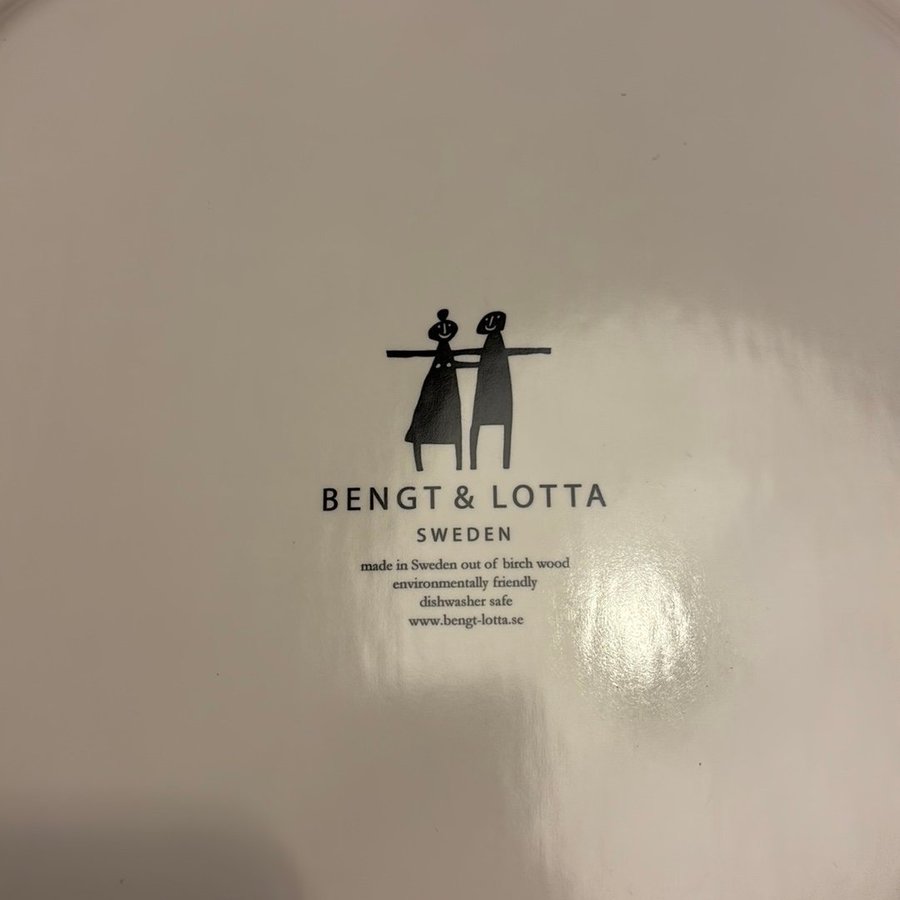 BENGT & LOTTA
SWEDEN
made in Sweden out of birch wood
environmentally friendly
dishwasher safe
www.bengt-lotta.se